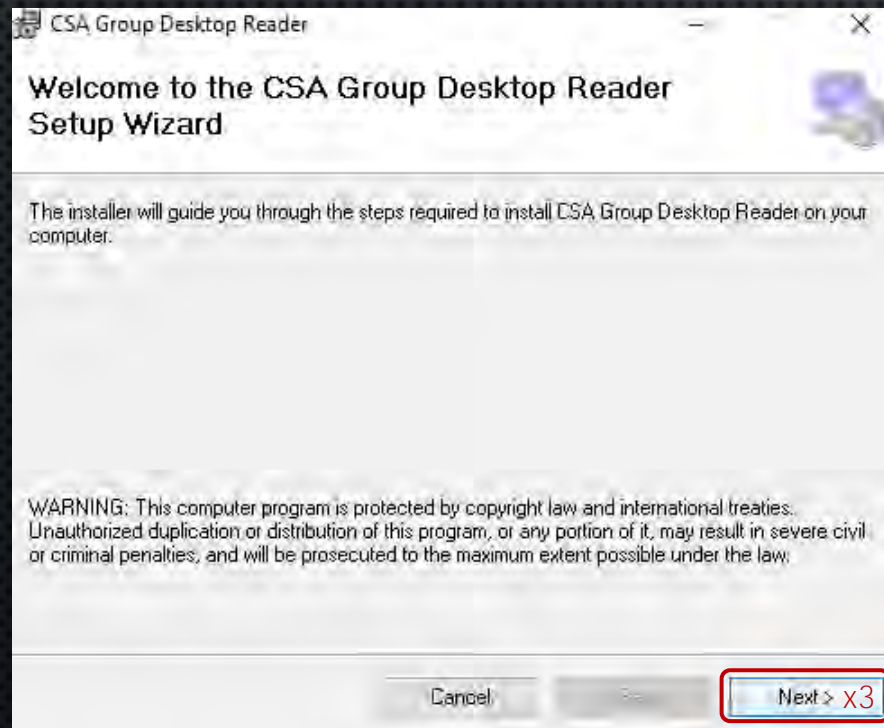 CSA Group Desktop Reader
Welcome to the CSA Group Desktop Reader
Setup Wizard
The installer will guide you through the steps required to install CSA Group Desktop Reader on your
computer.
WARNING: This computer program is protected by copyright law and international treaties.
Unauthorized duplication or distribution of this program, or any portion of it, may result in severe civil
or criminal penalties, and will be prosecuted to the maximum extent possible under the law.
Cancel Next > x3